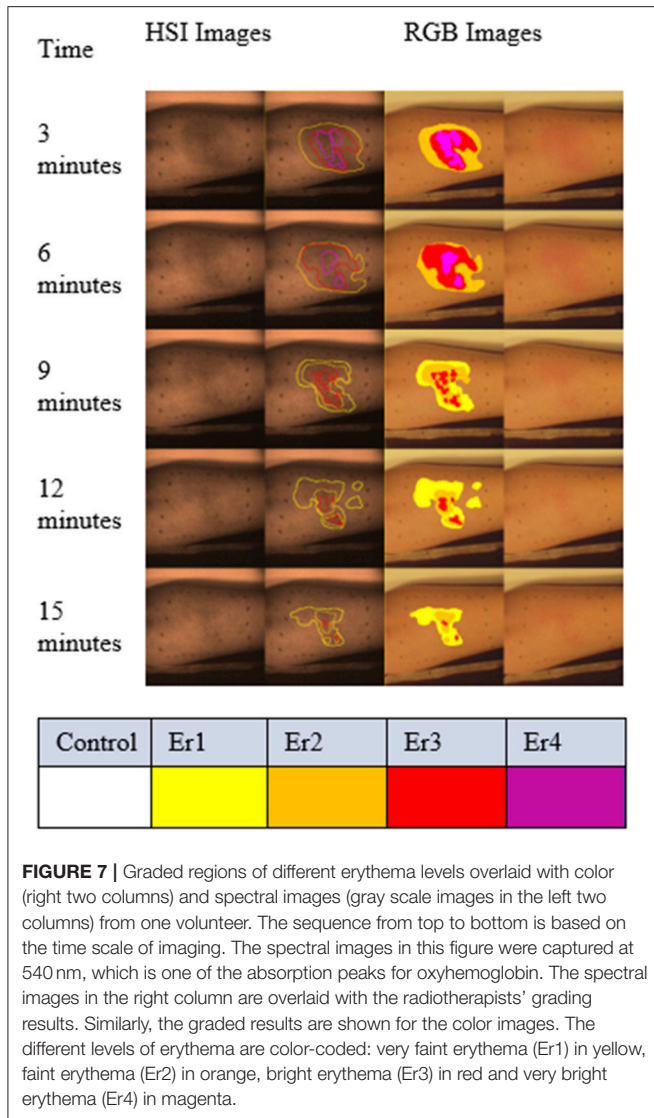 HSI Images RGB Images
Time
3
minutes
6
minutes
9
minutes
12
minutes
15
minutes
Control Er1 Er2 Er3 Er4
FIGURE 7 | Graded regions of different erythema levels overlaid with color
(right two columns) and spectral images (gray scale images in the left two
columns) from one volunteer. The sequence from top to bottom is based on
the time scale of imaging. The spectral images in this figure were captured at
540 nm, which is one of the absorption peaks for oxyhemoglobin. The spectral
images in the right column are overlaid with the radiotherapists' grading
results. Similarly, the graded results are shown for the color images. The
different levels of erythema are color-coded: very faint erythema (Er1) in yellow,
faint erythema (Er2) in orange, bright erythema (Er3) in red and very bright
erythema (Er4) in magenta.